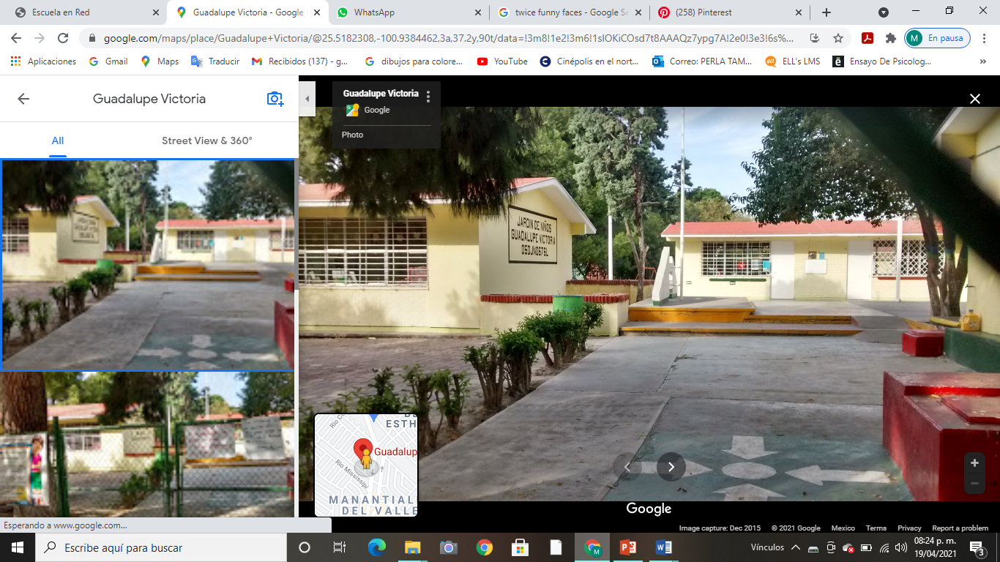 Escuela en Red
Guadalupe Victoria - Google
WhatsApp
twice funny faces - Google Se
(258) Pinterest
google.com/maps/place/Guadalupe+Victoria/@25.5182308,-100.9384462,3a,37.2y,90t/data=!3m8!1e2!3m6!1slOKiCOsd7t8AAAQz7ypg7A!2e0!3e3!6s%...
M En pausa
Aplicaciones
Gmail
Maps
Traducir
Recibidos (137) - g...
dibujos para colore...
YouTube
Cinépolis en el nort...
Correo: PERLA TAM...
ELL's LMS
Ensayo De Psicolog...
»
Guadalupe Victoria
All
Street View & 360°
Guadalupe Victoria
Google
Photo
JARDIN DE NIÑOS
GUADALUPE VICTORIA
05DJN0676L
ESTH
Guadalup
Rio Mississipi
MANANTIAL
DEL VALLE
Google
Image capture: Dec 2015
© 2021 Google
Mexico
Terms
Privacy
Report a problem
Esperando a www.google.com...
Escribe aquí para buscar
Vínculos
08:24 p. m.
19/04/2021
3